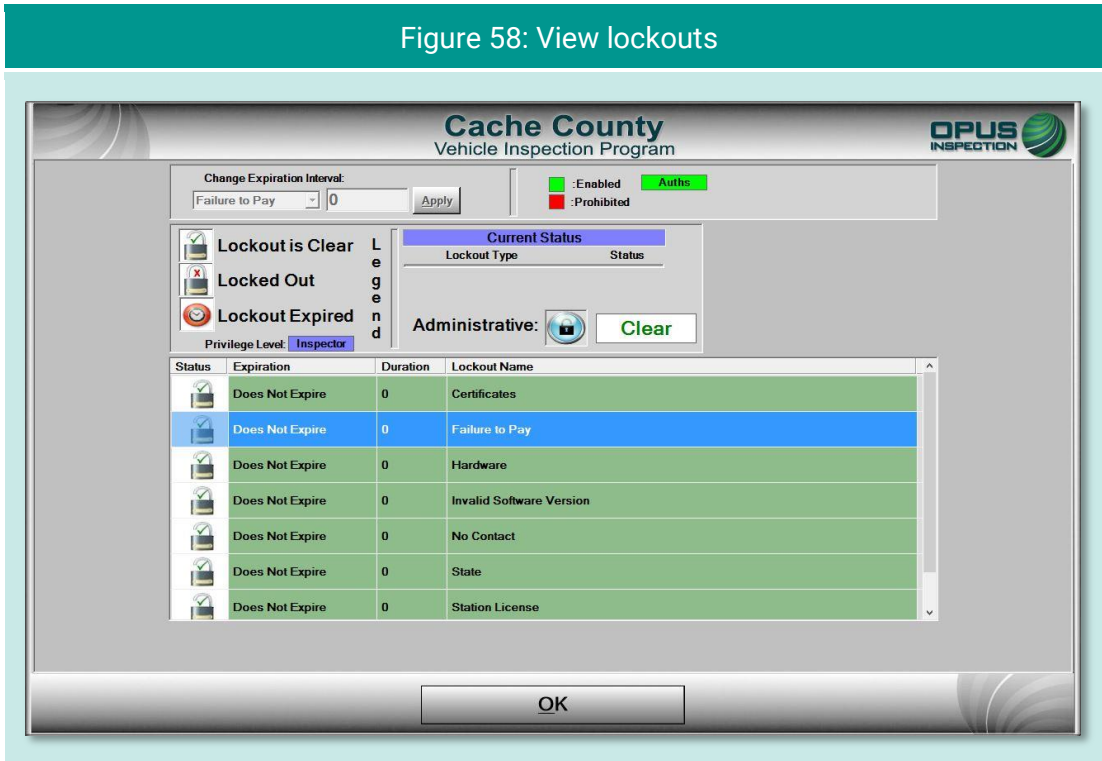 Figure 58: View lockouts
Cache County
Vehicle Inspection Program
OPUS
INSPECTION
Change Expiration Interval:
Failure to Pay 0 Apply
:Enabled Auths
:Prohibited
Lockout is Clear
Locked Out
Lockout Expired
Privilege Level: Inspector
Legend
Current Status
Lockout Type Status
Administrative: Clear
Status Expiration Duration Lockout Name
Does Not Expire 0 Certificates
Does Not Expire 0 Failure to Pay
Does Not Expire 0 Hardware
Does Not Expire 0 Invalid Software Version
Does Not Expire 0 No Contact
Does Not Expire 0 State
Does Not Expire 0 Station License
OK